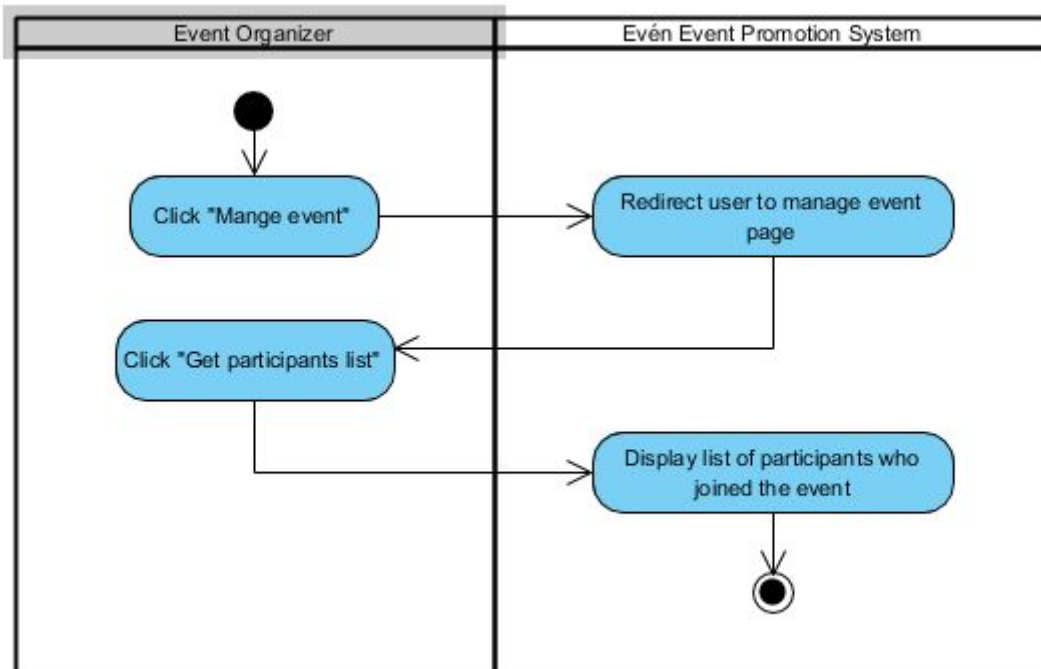 Event Organizer
Evén Event Promotion System
Click "Mange event"
Redirect user to manage event
page
Click "Get participants list"
Display list of participants who
joined the event